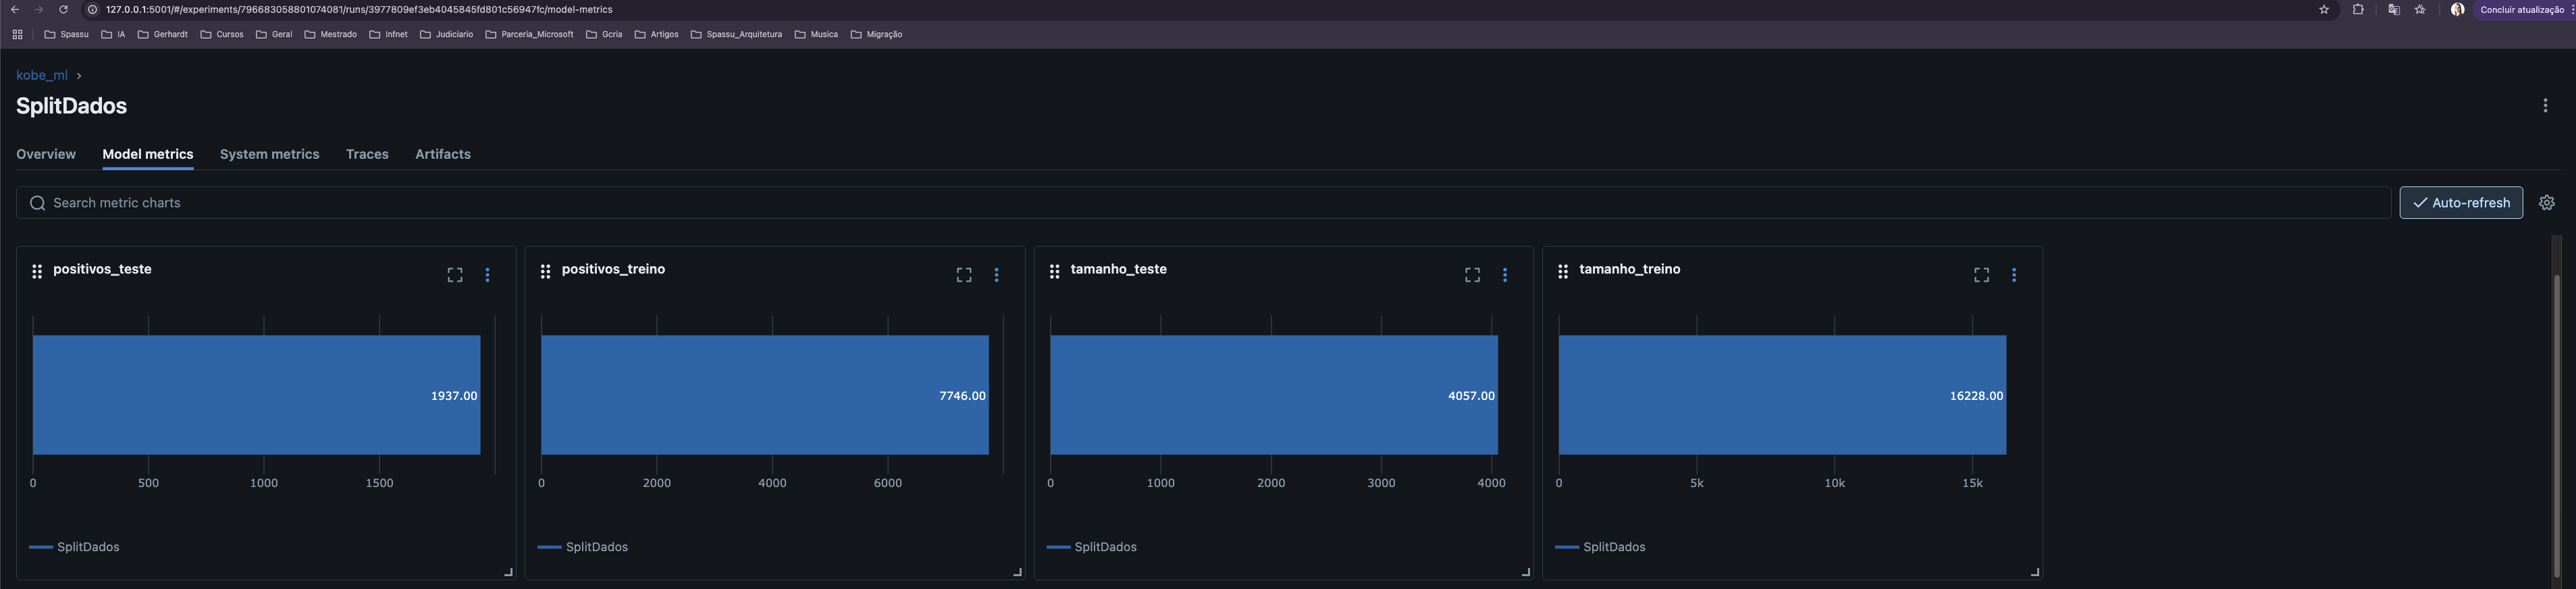 127.0.0.1:5001/#/experiments/796683058801074081/runs/3977809ef3eb4045845fd801c56947fc/model-metrics
Concluir atualização
Spassu IA Gerhardt Cursos Geral Mestrado Infnet Judiciario Parceria_Microsoft Gcria Artigos Spassu_Arquitetura Musica Migração
kobe_ml ›
SplitDados
Overview Model metrics System metrics Traces Artifacts
Search metric charts
Auto-refresh
positivos_teste
1937.00
0 500 1000 1500
SplitDados
positivos_treino
7746.00
0 2000 4000 6000
SplitDados
tamanho_teste
4057.00
0 1000 2000 3000 4000
SplitDados
tamanho_treino
16228.00
0 5k 10k 15k
SplitDados